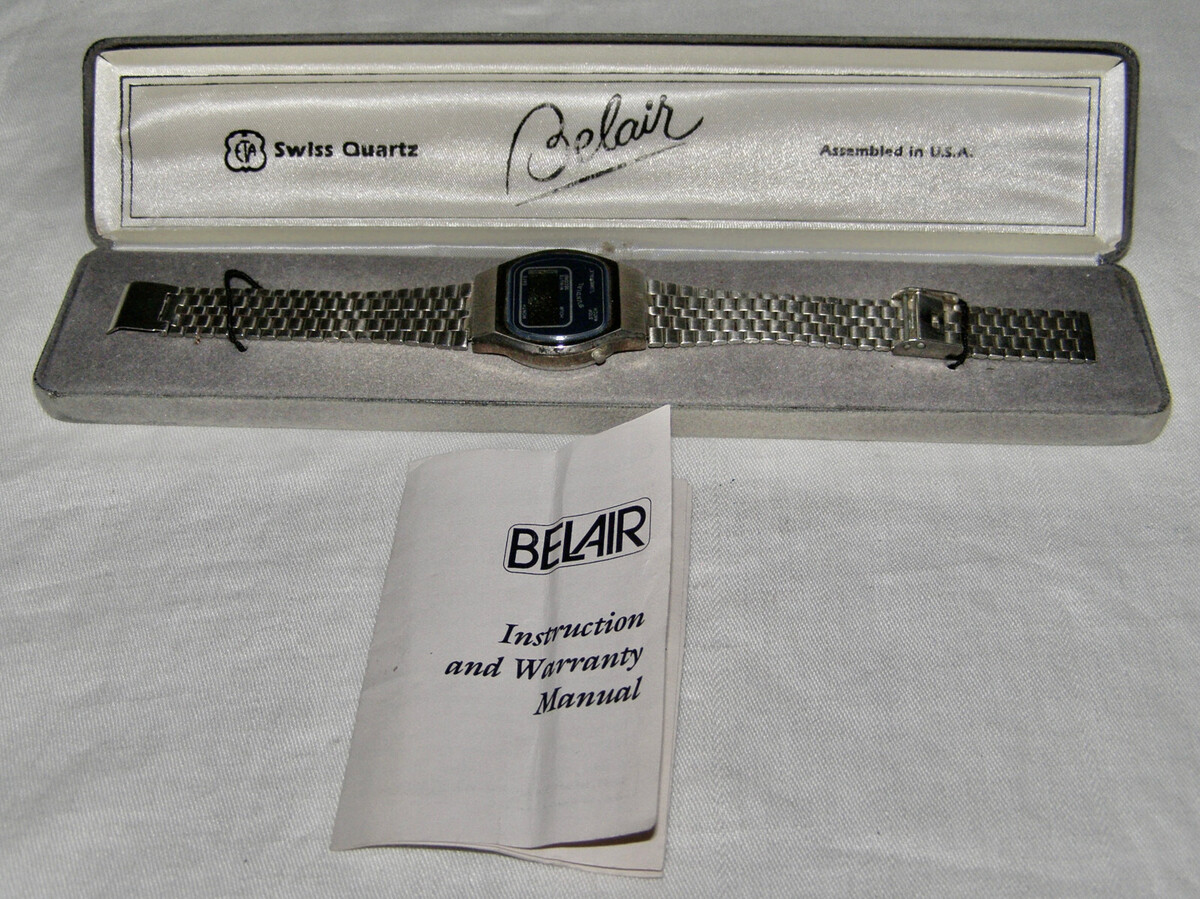 ETA Swiss Quartz
Belair
Assembled in U.S.A.
BELAIR
Instruction
and Warranty
Manual